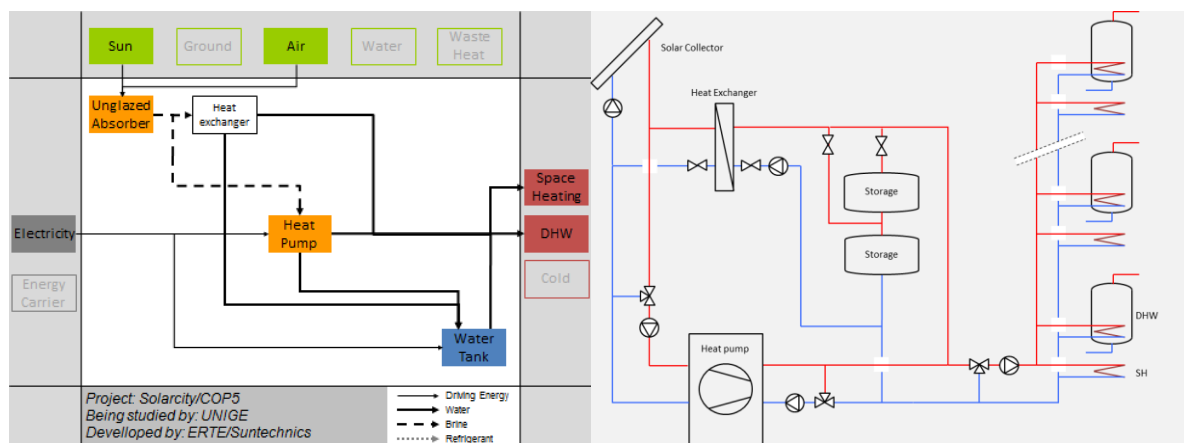 Sun
Ground
Air
Water
Waste
Heat
Unglazed
Absorber
Heat
exchanger
Space
Heating
Electricity
Heat
Pump
DHW
Energy
Carrier
Cold
Water
Tank
Project: Solarcity/COP5
Being studied by: UNIGE
Develloped by: ERTE/Suntechnics
Driving Energy
Water
Brine
Refrigerant
Solar Collector
Heat Exchanger
Storage
Storage
Heat pump
DHW
SH